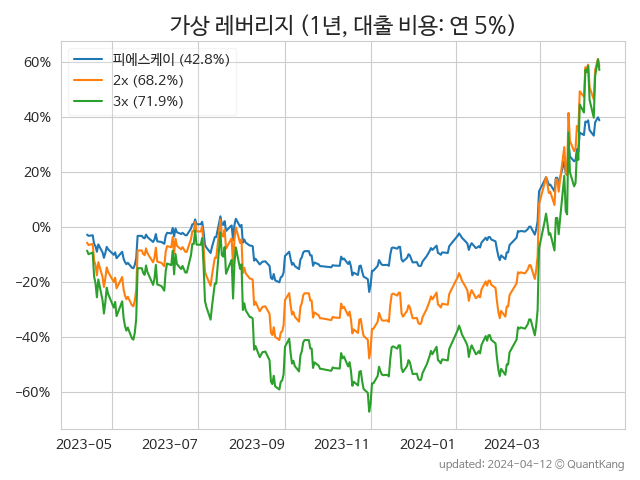 가상 레버리지 (1년, 대출 비용: 연 5%)
피에스케이 (42.8%)
2x (68.2%)
3x (71.9%)
60%
40%
20%
0%
−20%
−40%
−60%
2023-05 2023-07 2023-09 2023-11 2024-01 2024-03
updated: 2024-04-12 © QuantKang